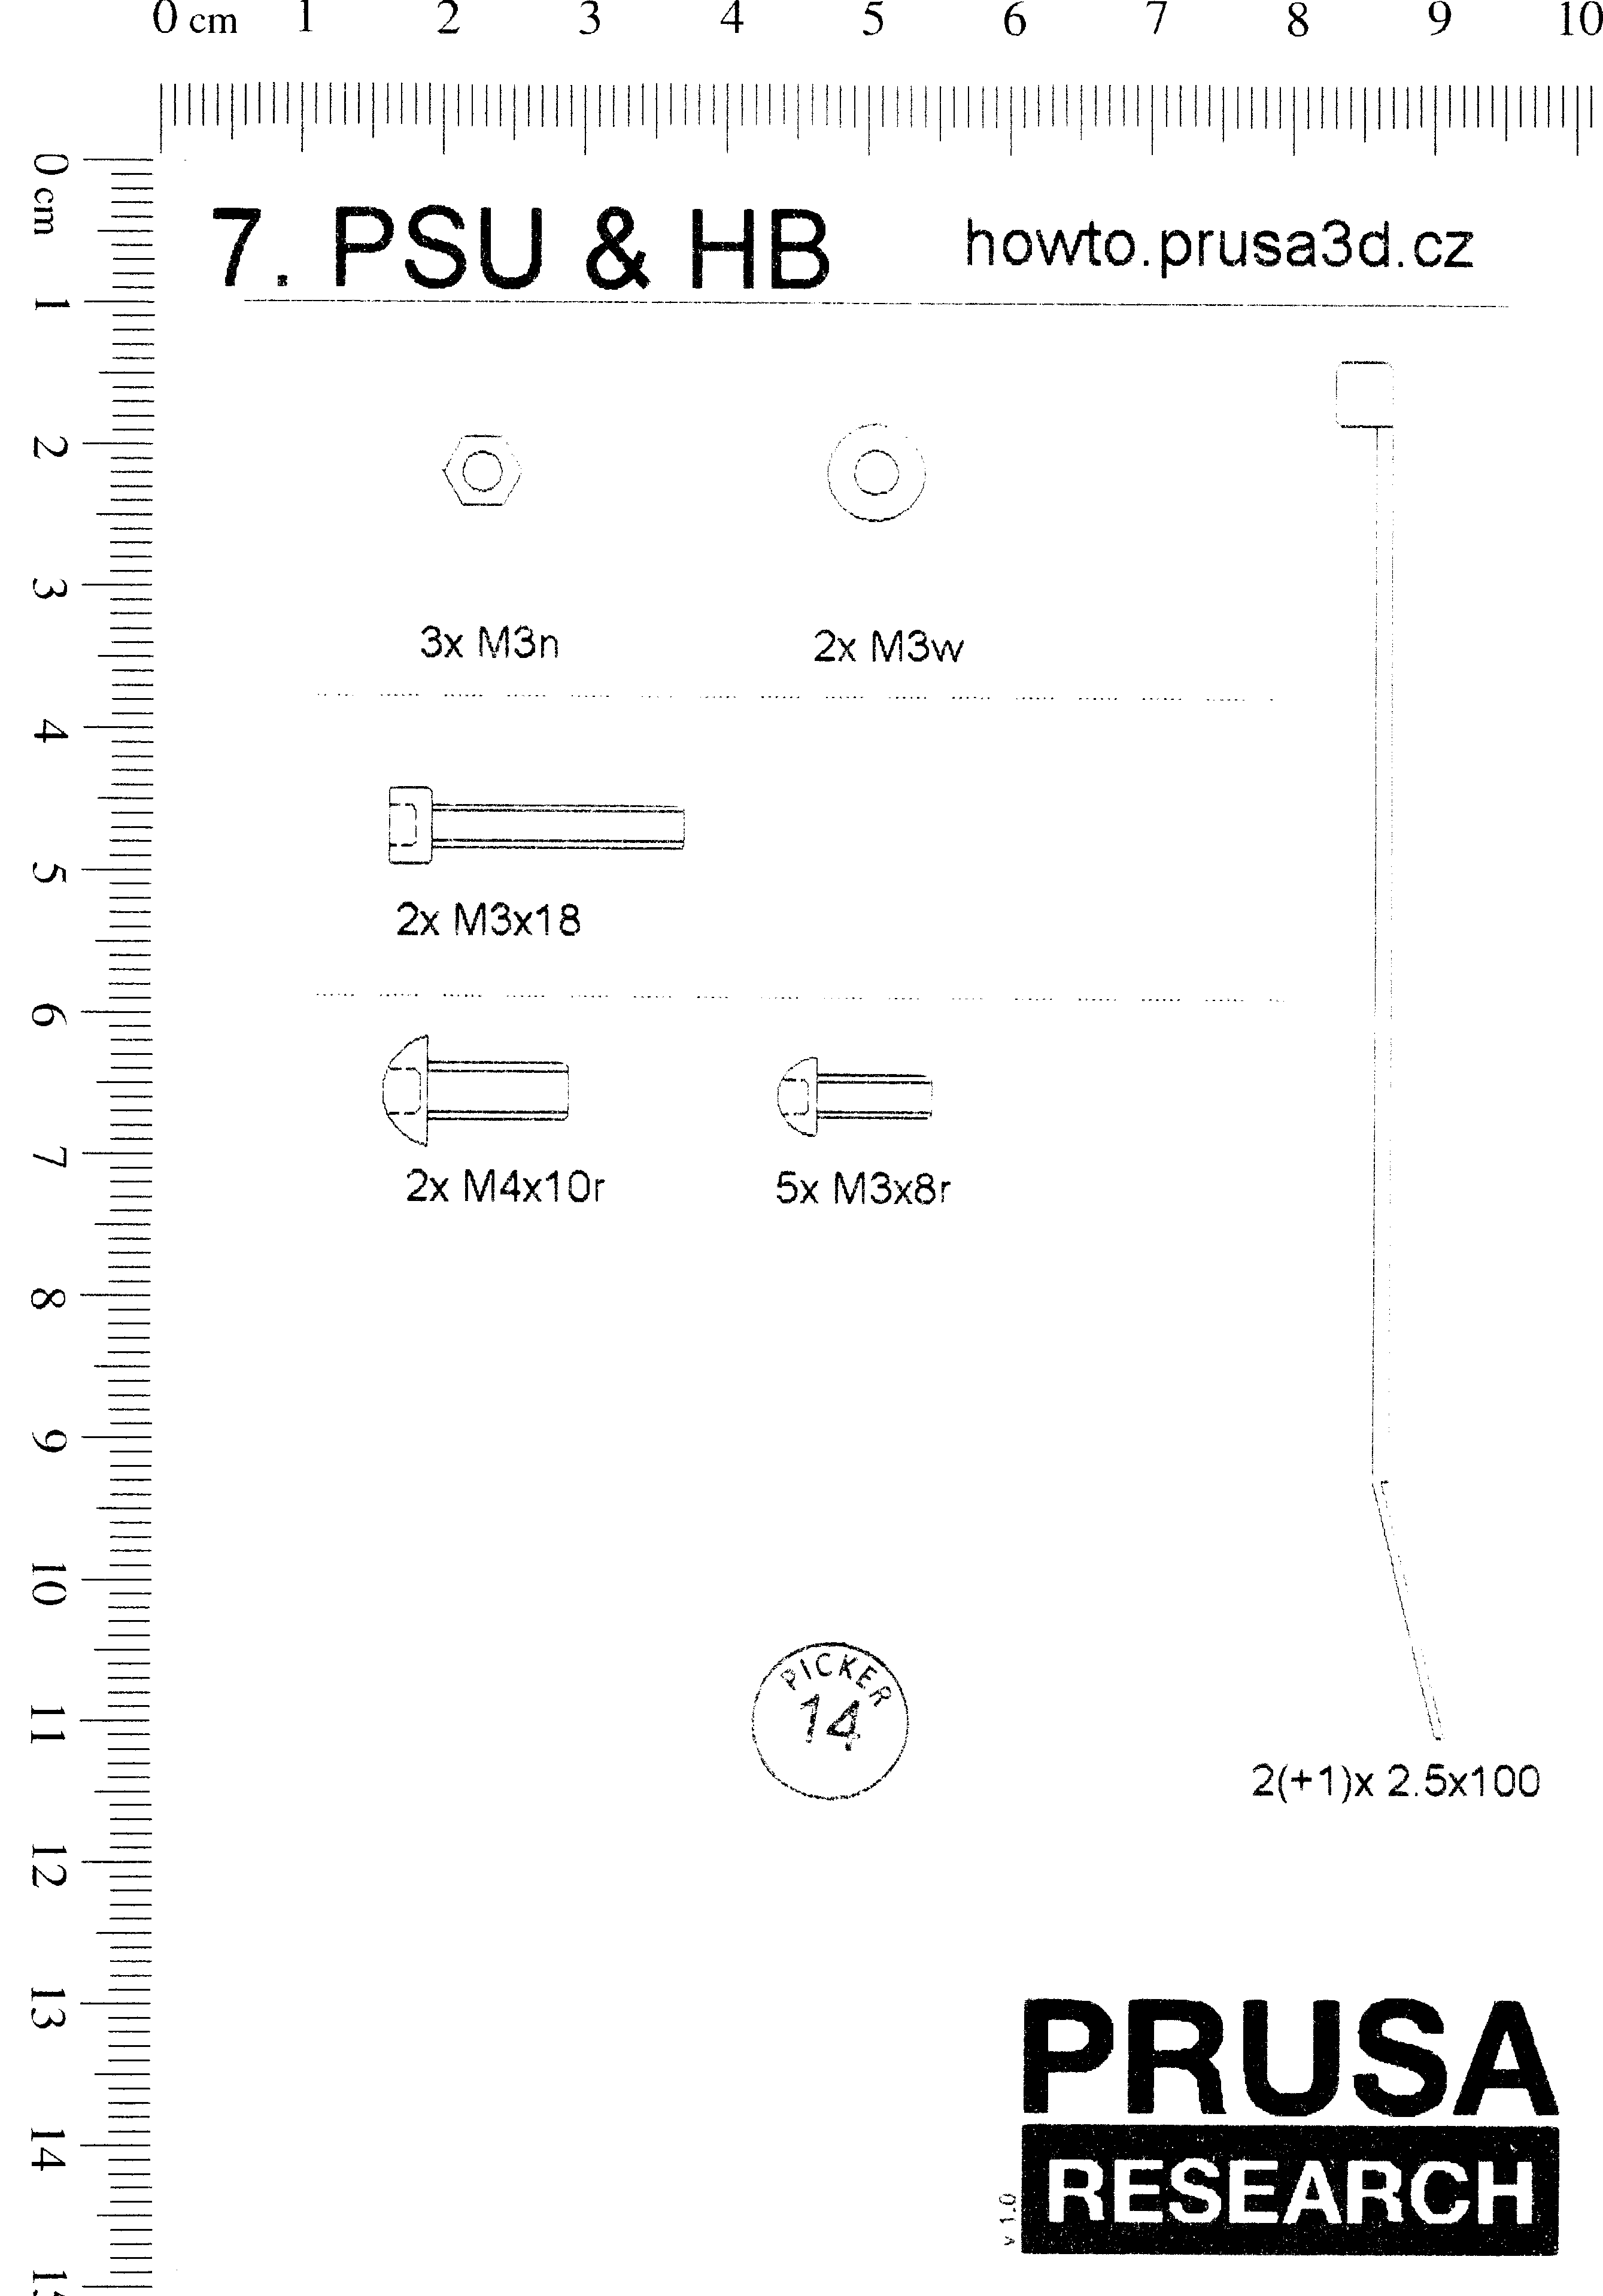 0 cm 1 2 3 4 5 6 7 8 9 10
0 cm
1
2
3
4
5
6
7
8
9
10
11
12
13
14
7. PSU & HB howto.prusa3d.cz
3x M3n 2x M3w
2x M3x18
2x M4x10r 5x M3x8r
PICKER
14
2(+1)x 2.5x100
PRUSA
RESEARCH
v 1.0